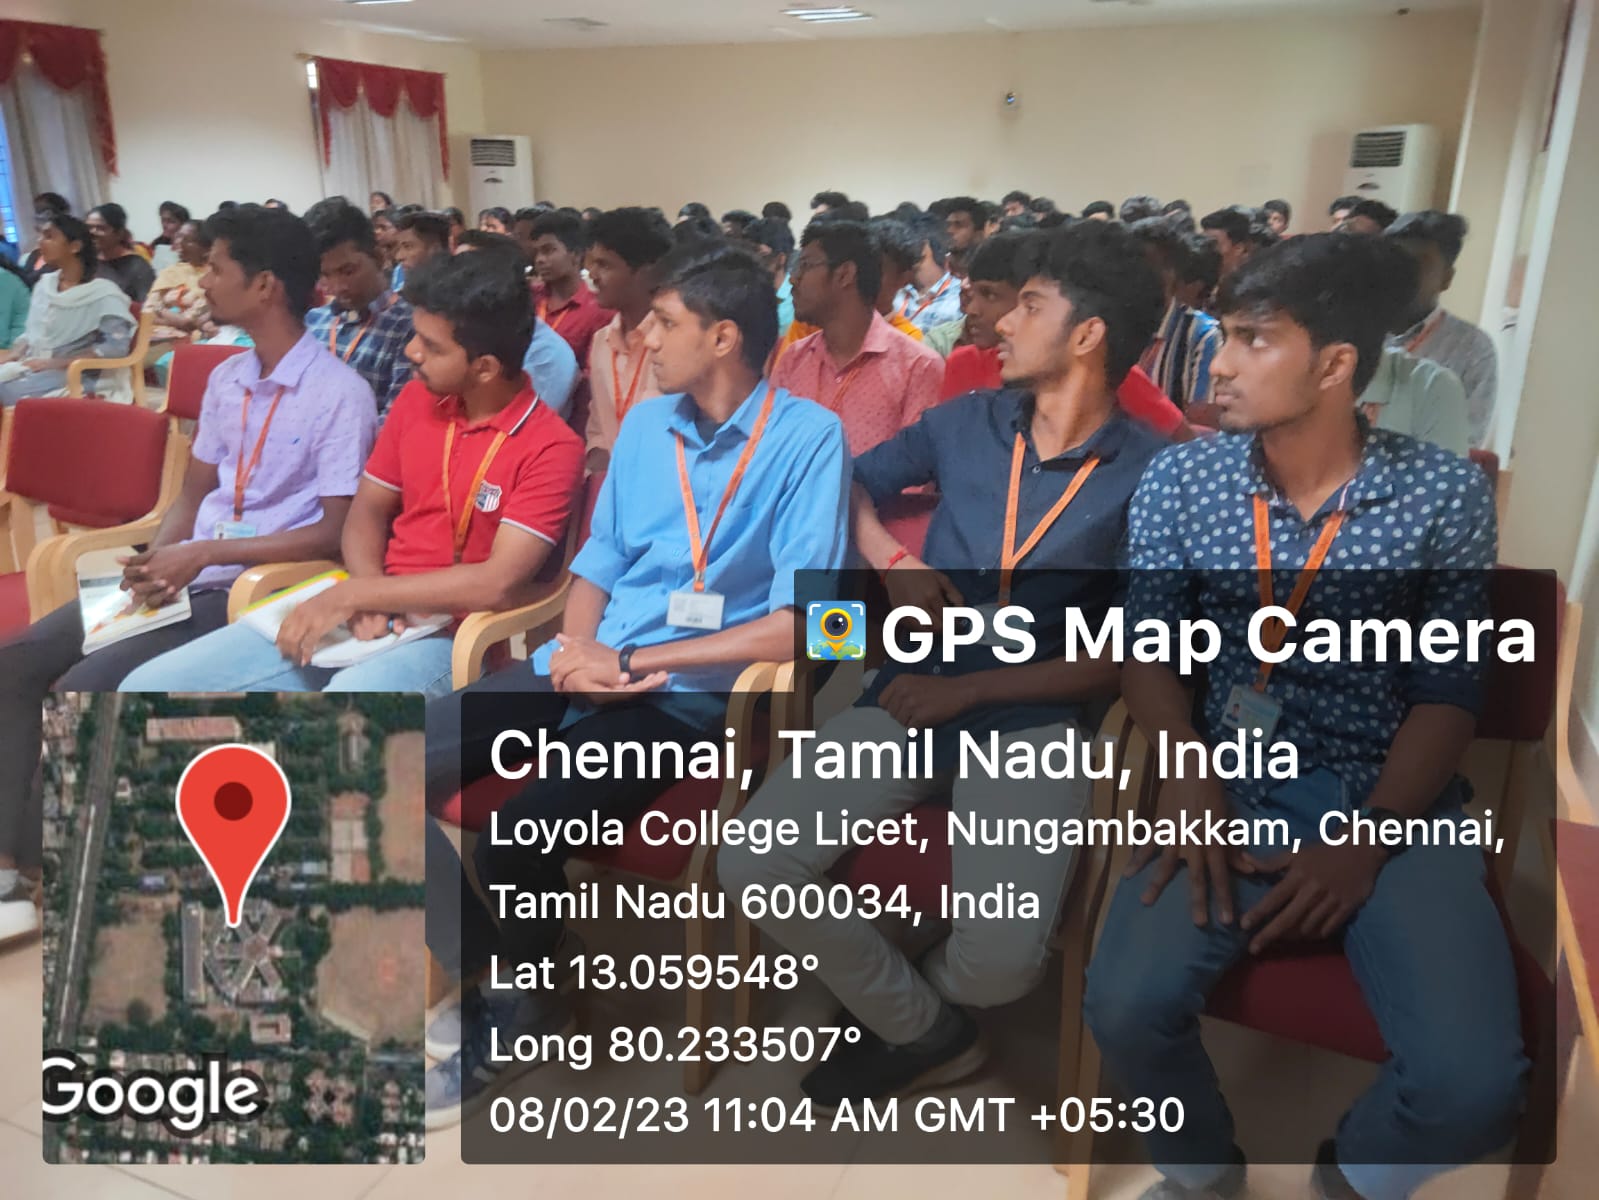 GPS Map Camera
Chennai, Tamil Nadu, India
Loyola College Licet, Nungambakkam, Chennai,
Tamil Nadu 600034, India
Lat 13.059548°
Long 80.233507°
08/02/23 11:04 AM GMT +05:30
Google